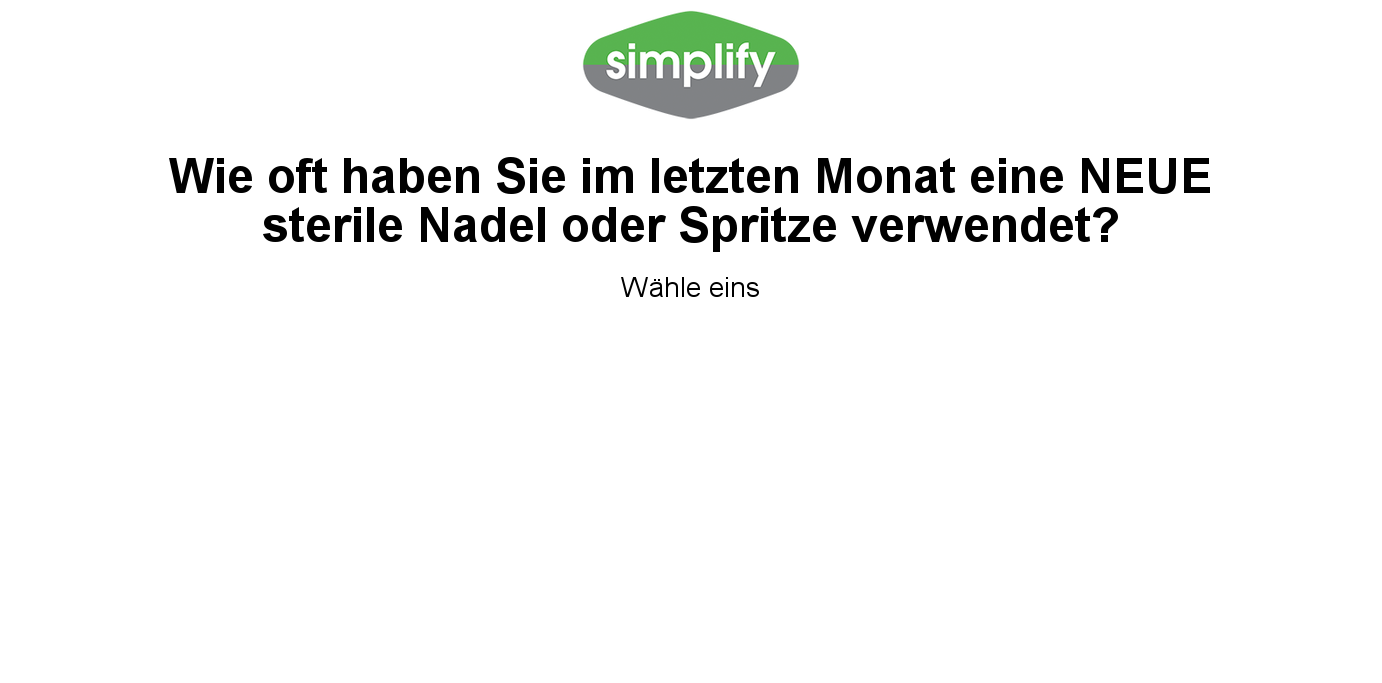 simplify
Wie oft haben Sie im letzten Monat eine NEUE
sterile Nadel oder Spritze verwendet?
Wähle eins